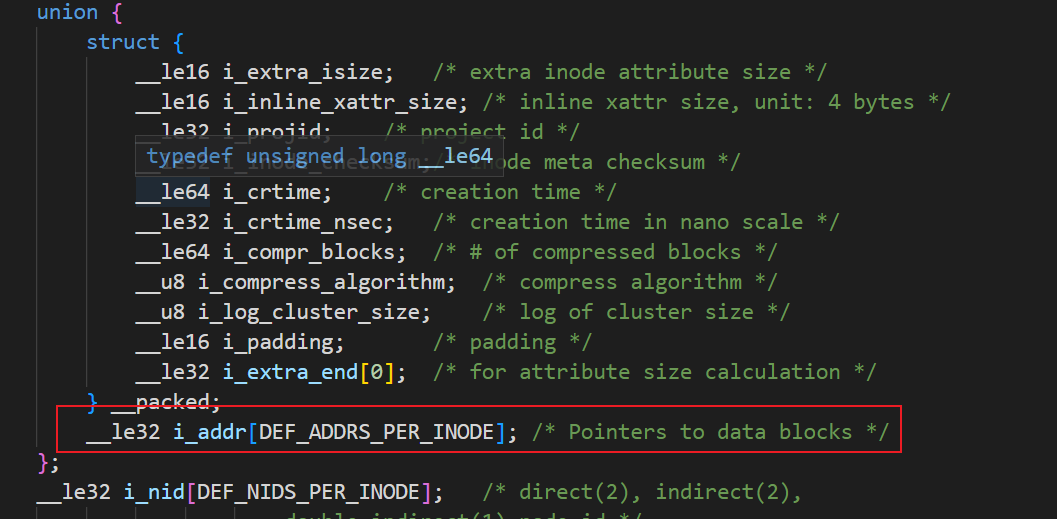 union {
struct {
__le16 i_extra_isize; /* extra inode attribute size */
__le16 i_inline_xattr_size; /* inline xattr size, unit: 4 bytes */
__le32 i_projid; /* project id */
typedef unsigned long __le64
checksum */
__le64 i_crtime; /* creation time */
__le32 i_crtime_nsec; /* creation time in nano scale */
__le64 i_compr_blocks; /* # of compressed blocks */
__u8 i_compress_algorithm; /* compress algorithm */
__u8 i_log_cluster_size; /* log of cluster size */
__le16 i_padding; /* padding */
__le32 i_extra_end[0]; /* for attribute size calculation */
} __packed;
__le32 i_addr[DEF_ADDRS_PER_INODE]; /* Pointers to data blocks */
};
__le32 i_nid[DEF_NIDS_PER_INODE]; /* direct(2), indirect(2),
double_indirect(1) node id */